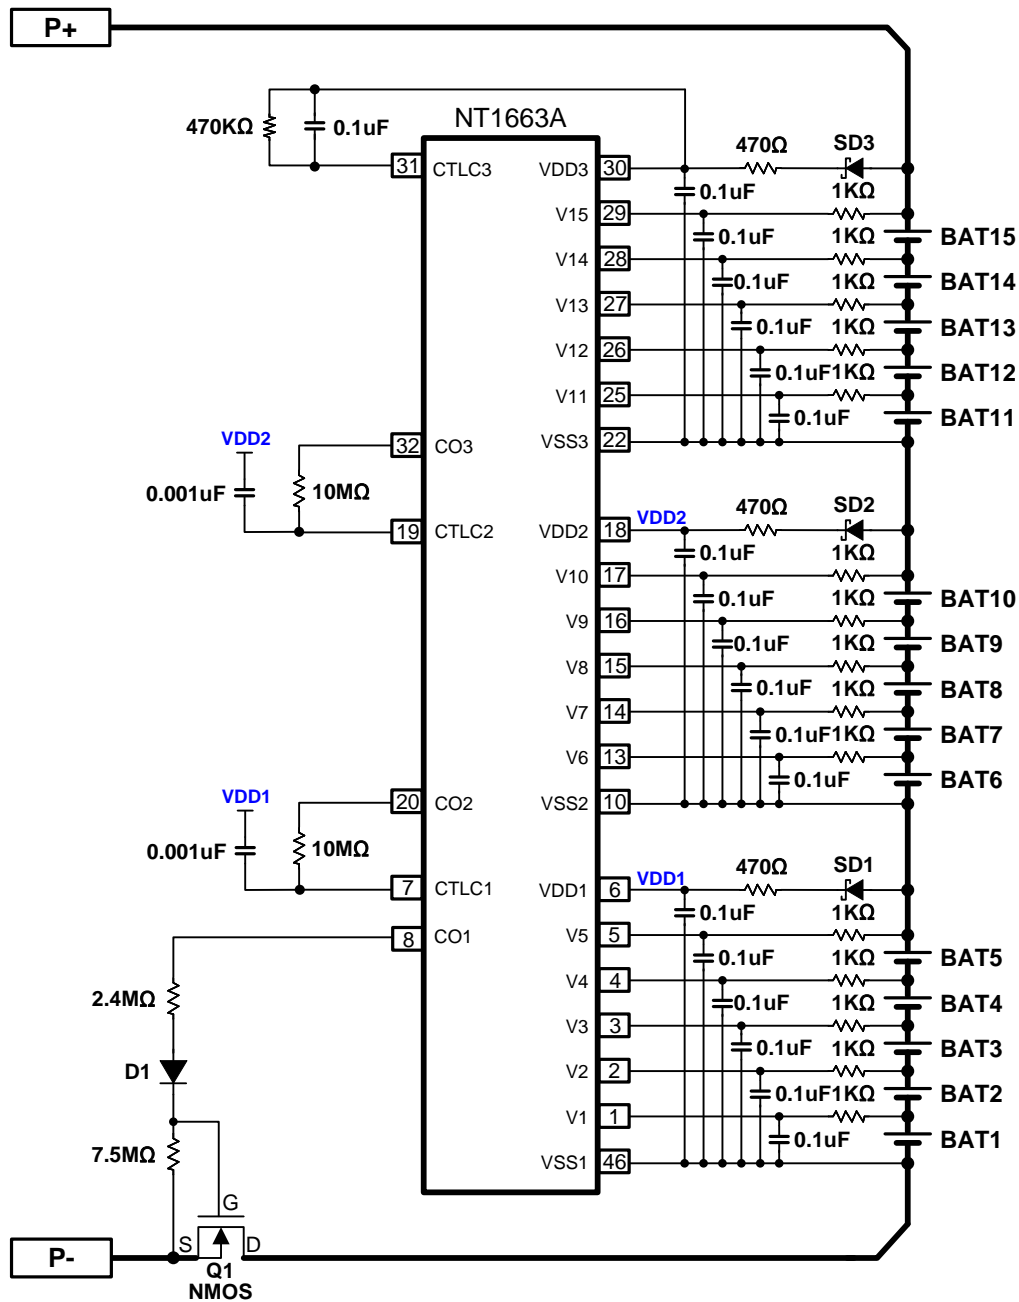 P+
NT1663A
470KΩ
0.1uF
31
CTLC3
VDD3
30
470Ω
SD3
0.1uF
1KΩ
V15
29
0.1uF
1KΩ
BAT15
V14
28
0.1uF
1KΩ
BAT14
V13
27
0.1uF
1KΩ
BAT13
V12
26
0.1uF1KΩ
BAT12
V11
25
0.1uF
BAT11
VSS3
22
32
CO3
VDD2
0.001uF
10MΩ
19
CTLC2
VDD2
18
VDD2
470Ω
SD2
0.1uF
1KΩ
V10
17
0.1uF
1KΩ
BAT10
V9
16
0.1uF
1KΩ
BAT9
V8
15
0.1uF
1KΩ
BAT8
V7
14
0.1uF1KΩ
BAT7
V6
13
0.1uF
BAT6
VSS2
10
VDD1
20
CO2
0.001uF
10MΩ
7
CTLC1
VDD1
6
VDD1
470Ω
SD1
0.1uF
1KΩ
8
CO1
V5
5
0.1uF
1KΩ
BAT5
V4
4
0.1uF
1KΩ
BAT4
V3
3
0.1uF
1KΩ
BAT3
V2
2
0.1uF1KΩ
BAT2
V1
1
0.1uF
BAT1
VSS1
46
2.4MΩ
D1
7.5MΩ
G
S
D
P-
Q1
NMOS